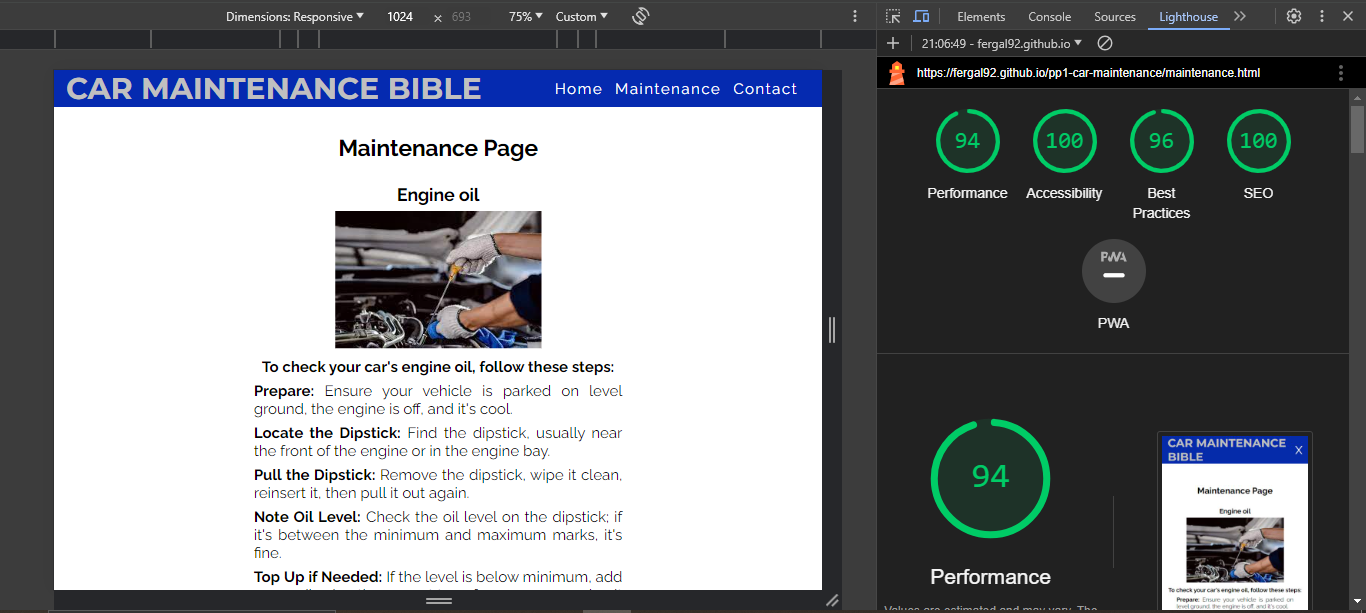 Dimensions: Responsive 1024 × 693 75% Custom
Elements Console Sources Lighthouse
21:06:49 - fergal92.github.io
https://fergal92.github.io/pp1-car-maintenance/maintenance.html
CAR MAINTENANCE BIBLE
Home Maintenance Contact
Maintenance Page
Engine oil
To check your car's engine oil, follow these steps:
Prepare: Ensure your vehicle is parked on level
ground, the engine is off, and it's cool.
Locate the Dipstick: Find the dipstick, usually near
the front of the engine or in the engine bay.
Pull the Dipstick: Remove the dipstick, wipe it clean,
reinsert it, then pull it out again.
Note Oil Level: Check the oil level on the dipstick; if
it's between the minimum and maximum marks, it's
fine.
Top Up if Needed: If the level is below minimum, add
94 100 96 100
Performance Accessibility Best SEO
Practices
PWA
PWA
94
Performance
Values are estimated and may vary. The
CAR MAINTENANCE
BIBLE X
Maintenance Page
Engine oil
To check your car's engine oil, follow these steps:
Prepare: Ensure your vehicle is parked on
level ground, the engine is off, and it's cool.